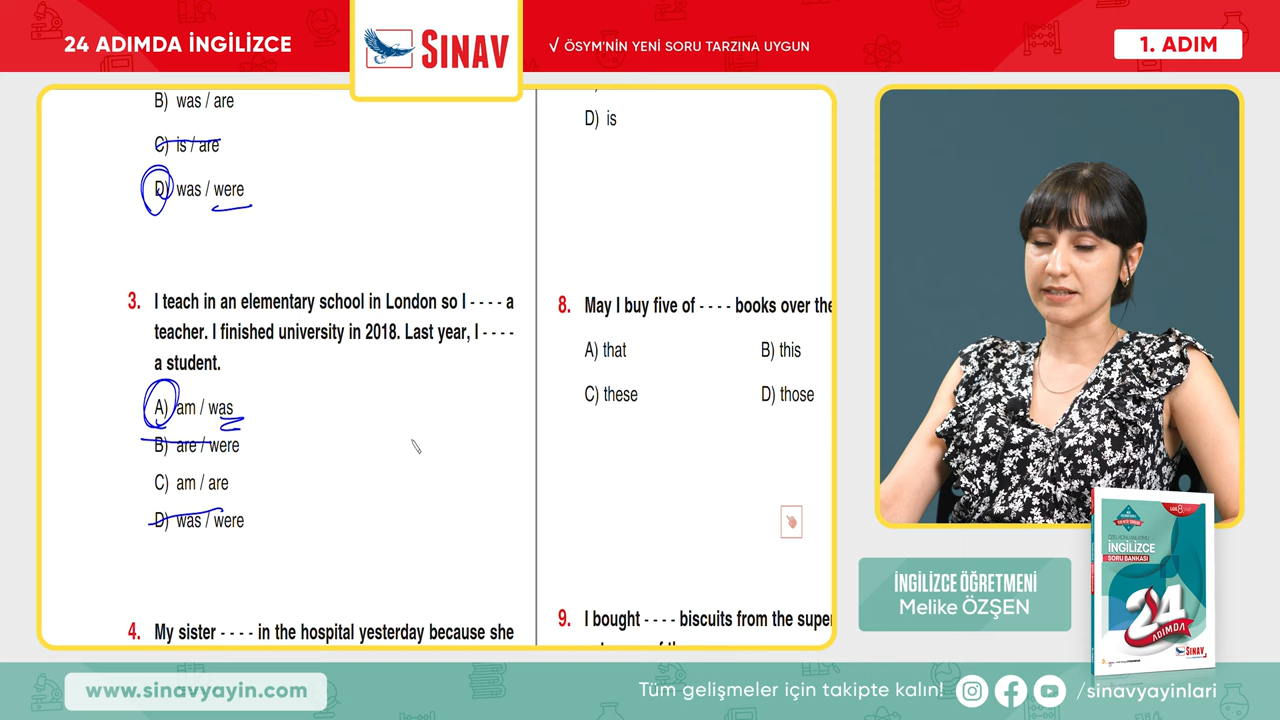 24 ADIMDA İNGİLİZCE
SINAV
√ ÖSYM'NİN YENİ SORU TARZINA UYGUN
1. ADIM
B) was / are
C) is / are
D) was / were
3. I teach in an elementary school in London so I - - - - a
teacher. I finished university in 2018. Last year, I - - - -
a student.
A) am / was
B) are / were
C) am / are
D) was / were
4. My sister - - - - in the hospital yesterday because she
D) is
8. May I buy five of - - - - books over the
A) that B) this
C) these D) those
9. I bought - - - - biscuits from the super
İNGİLİZCE ÖĞRETMENİ
Melike ÖZŞEN
İNGİLİZCE
SORU BANKASI
24
ADIMDA
SINAV
www.sinavyayin.com
Tüm gelişmeler için takipte kalın!
/sinavyayinlari